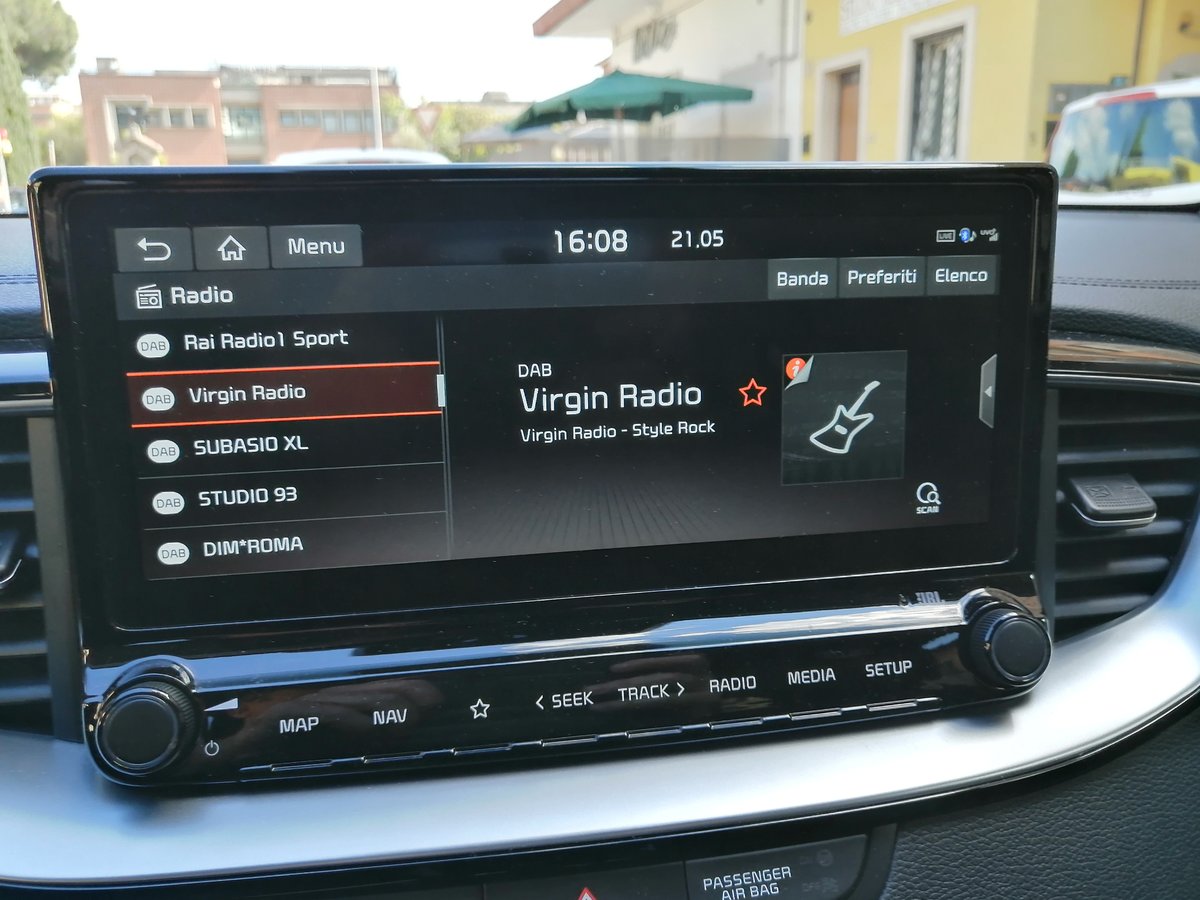 Menu
16:08
21.05
LIVE
Radio
Banda
Preferiti
Elenco
DAB Rai Radio1 Sport
DAB Virgin Radio
DAB SUBASIO XL
DAB STUDIO 93
DAB DIM*ROMA
DAB
Virgin Radio
Virgin Radio - Style Rock
SCAN
JBL
MAP
NAV
< SEEK
TRACK >
RADIO
MEDIA
SETUP
PASSENGER
AIR BAG